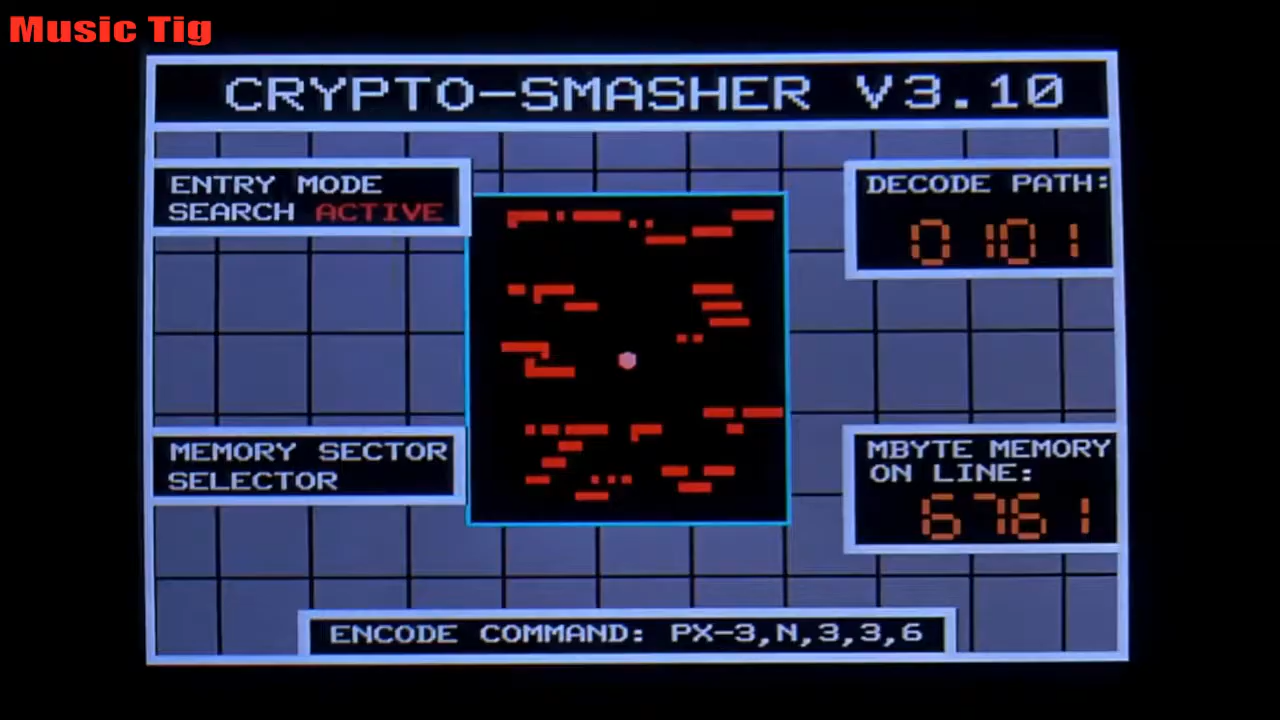 Music Tig
CRYPTO-SMASHER V3.10
ENTRY MODE
SEARCH ACTIVE
DECODE PATH:
0101
MEMORY SECTOR
SELECTOR
MBYTE MEMORY
ON LINE:
6761
ENCODE COMMAND: PX-3,N,3,3,6